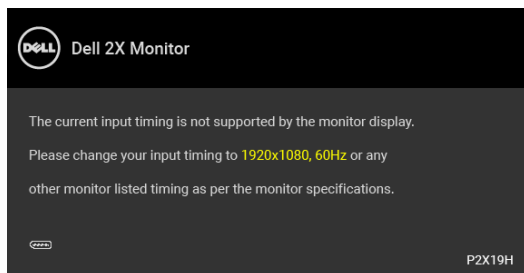 DELL
Dell 2X Monitor
The current input timing is not supported by the monitor display.
Please change your input timing to 1920x1080, 60Hz or any
other monitor listed timing as per the monitor specifications.
P2X19H